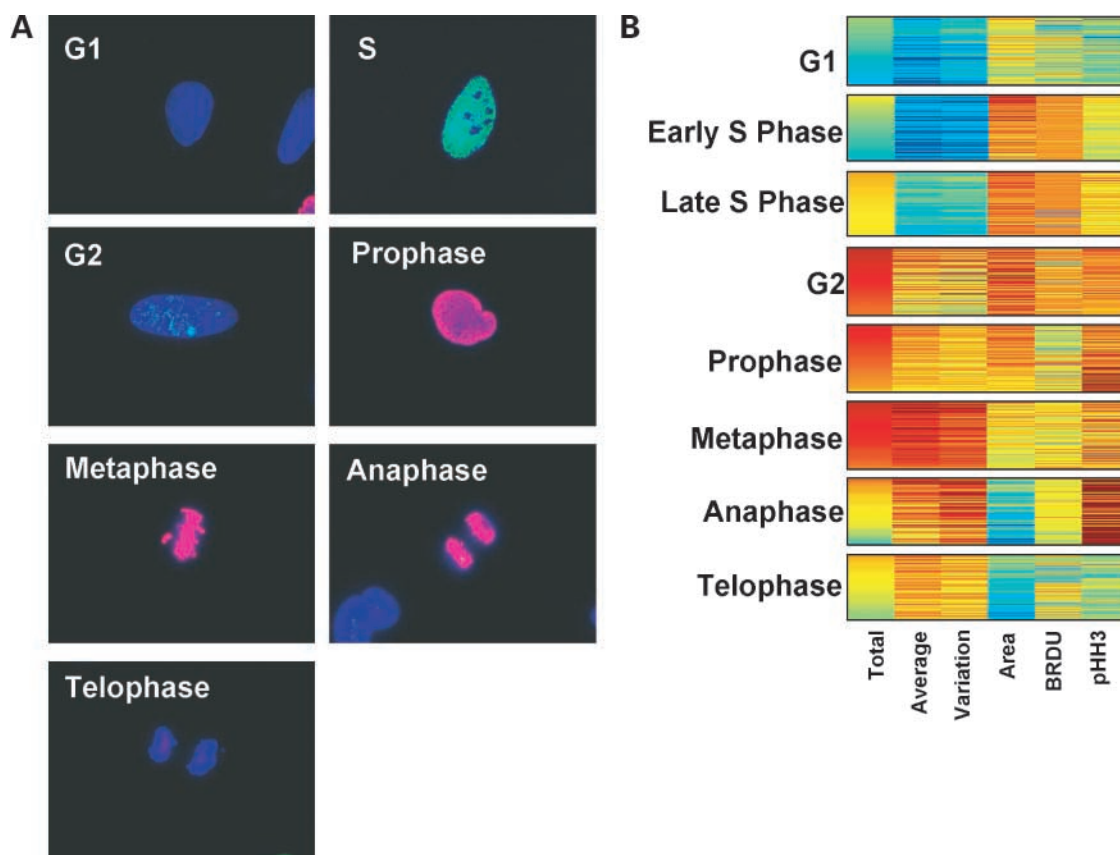 A
G1
S
G2
Prophase
Metaphase
Anaphase
Telophase
B
G1
Early S Phase
Late S Phase
G2
Prophase
Metaphase
Anaphase
Telophase
Total
Average
Variation
Area
BRDU
pHH3